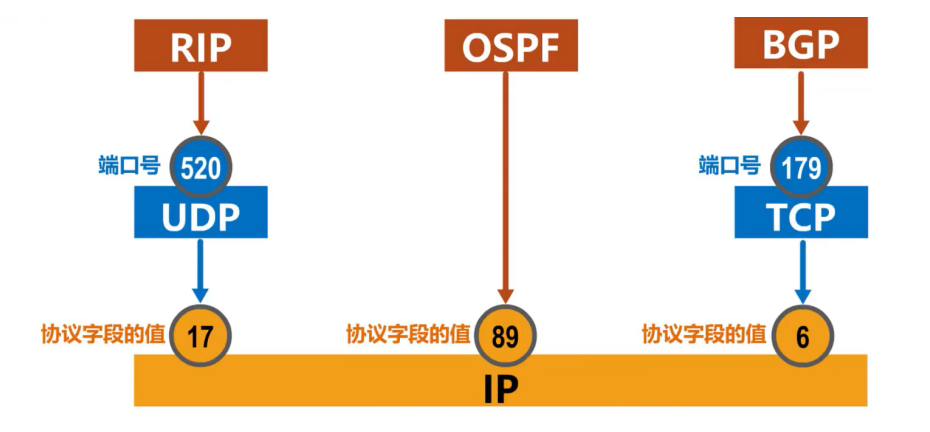 RIP OSPF BGP
端口号 520 端口号 179
UDP TCP
协议字段的值 17 协议字段的值 89 协议字段的值 6
IP